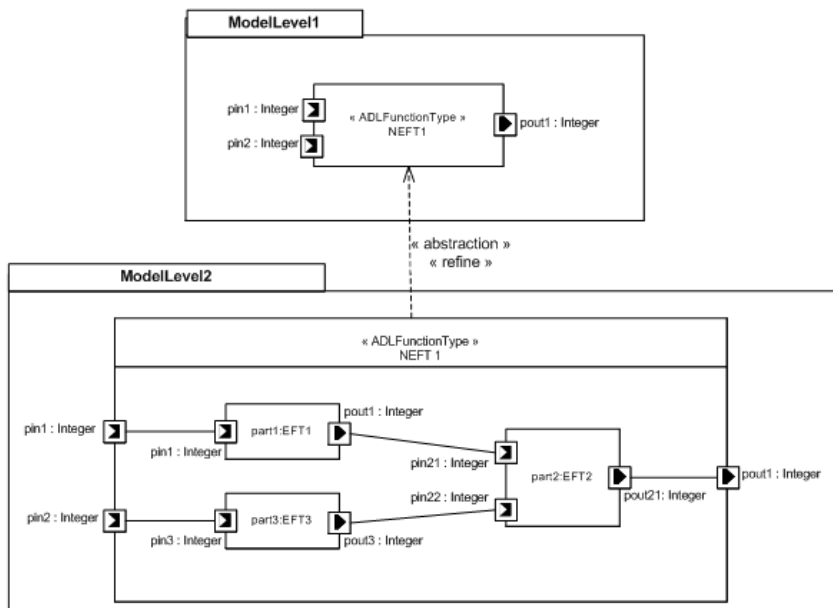 ModelLevel1
pin1 : Integer
« ADLFunctionType »
NEFT1
pout1 : Integer
pin2 : Integer
« abstraction »
« refine »
ModelLevel2
« ADLFunctionType »
NEFT 1
pout1 : Integer
pin1 : Integer
part1:EFT1
pin1 : Integer
pin21 : Integer
part2:EFT2
pout1 : Integer
pin22 : Integer
pout21: Integer
part3:EFT3
pin2 : Integer
pin3 : Integer
pout3 : Integer